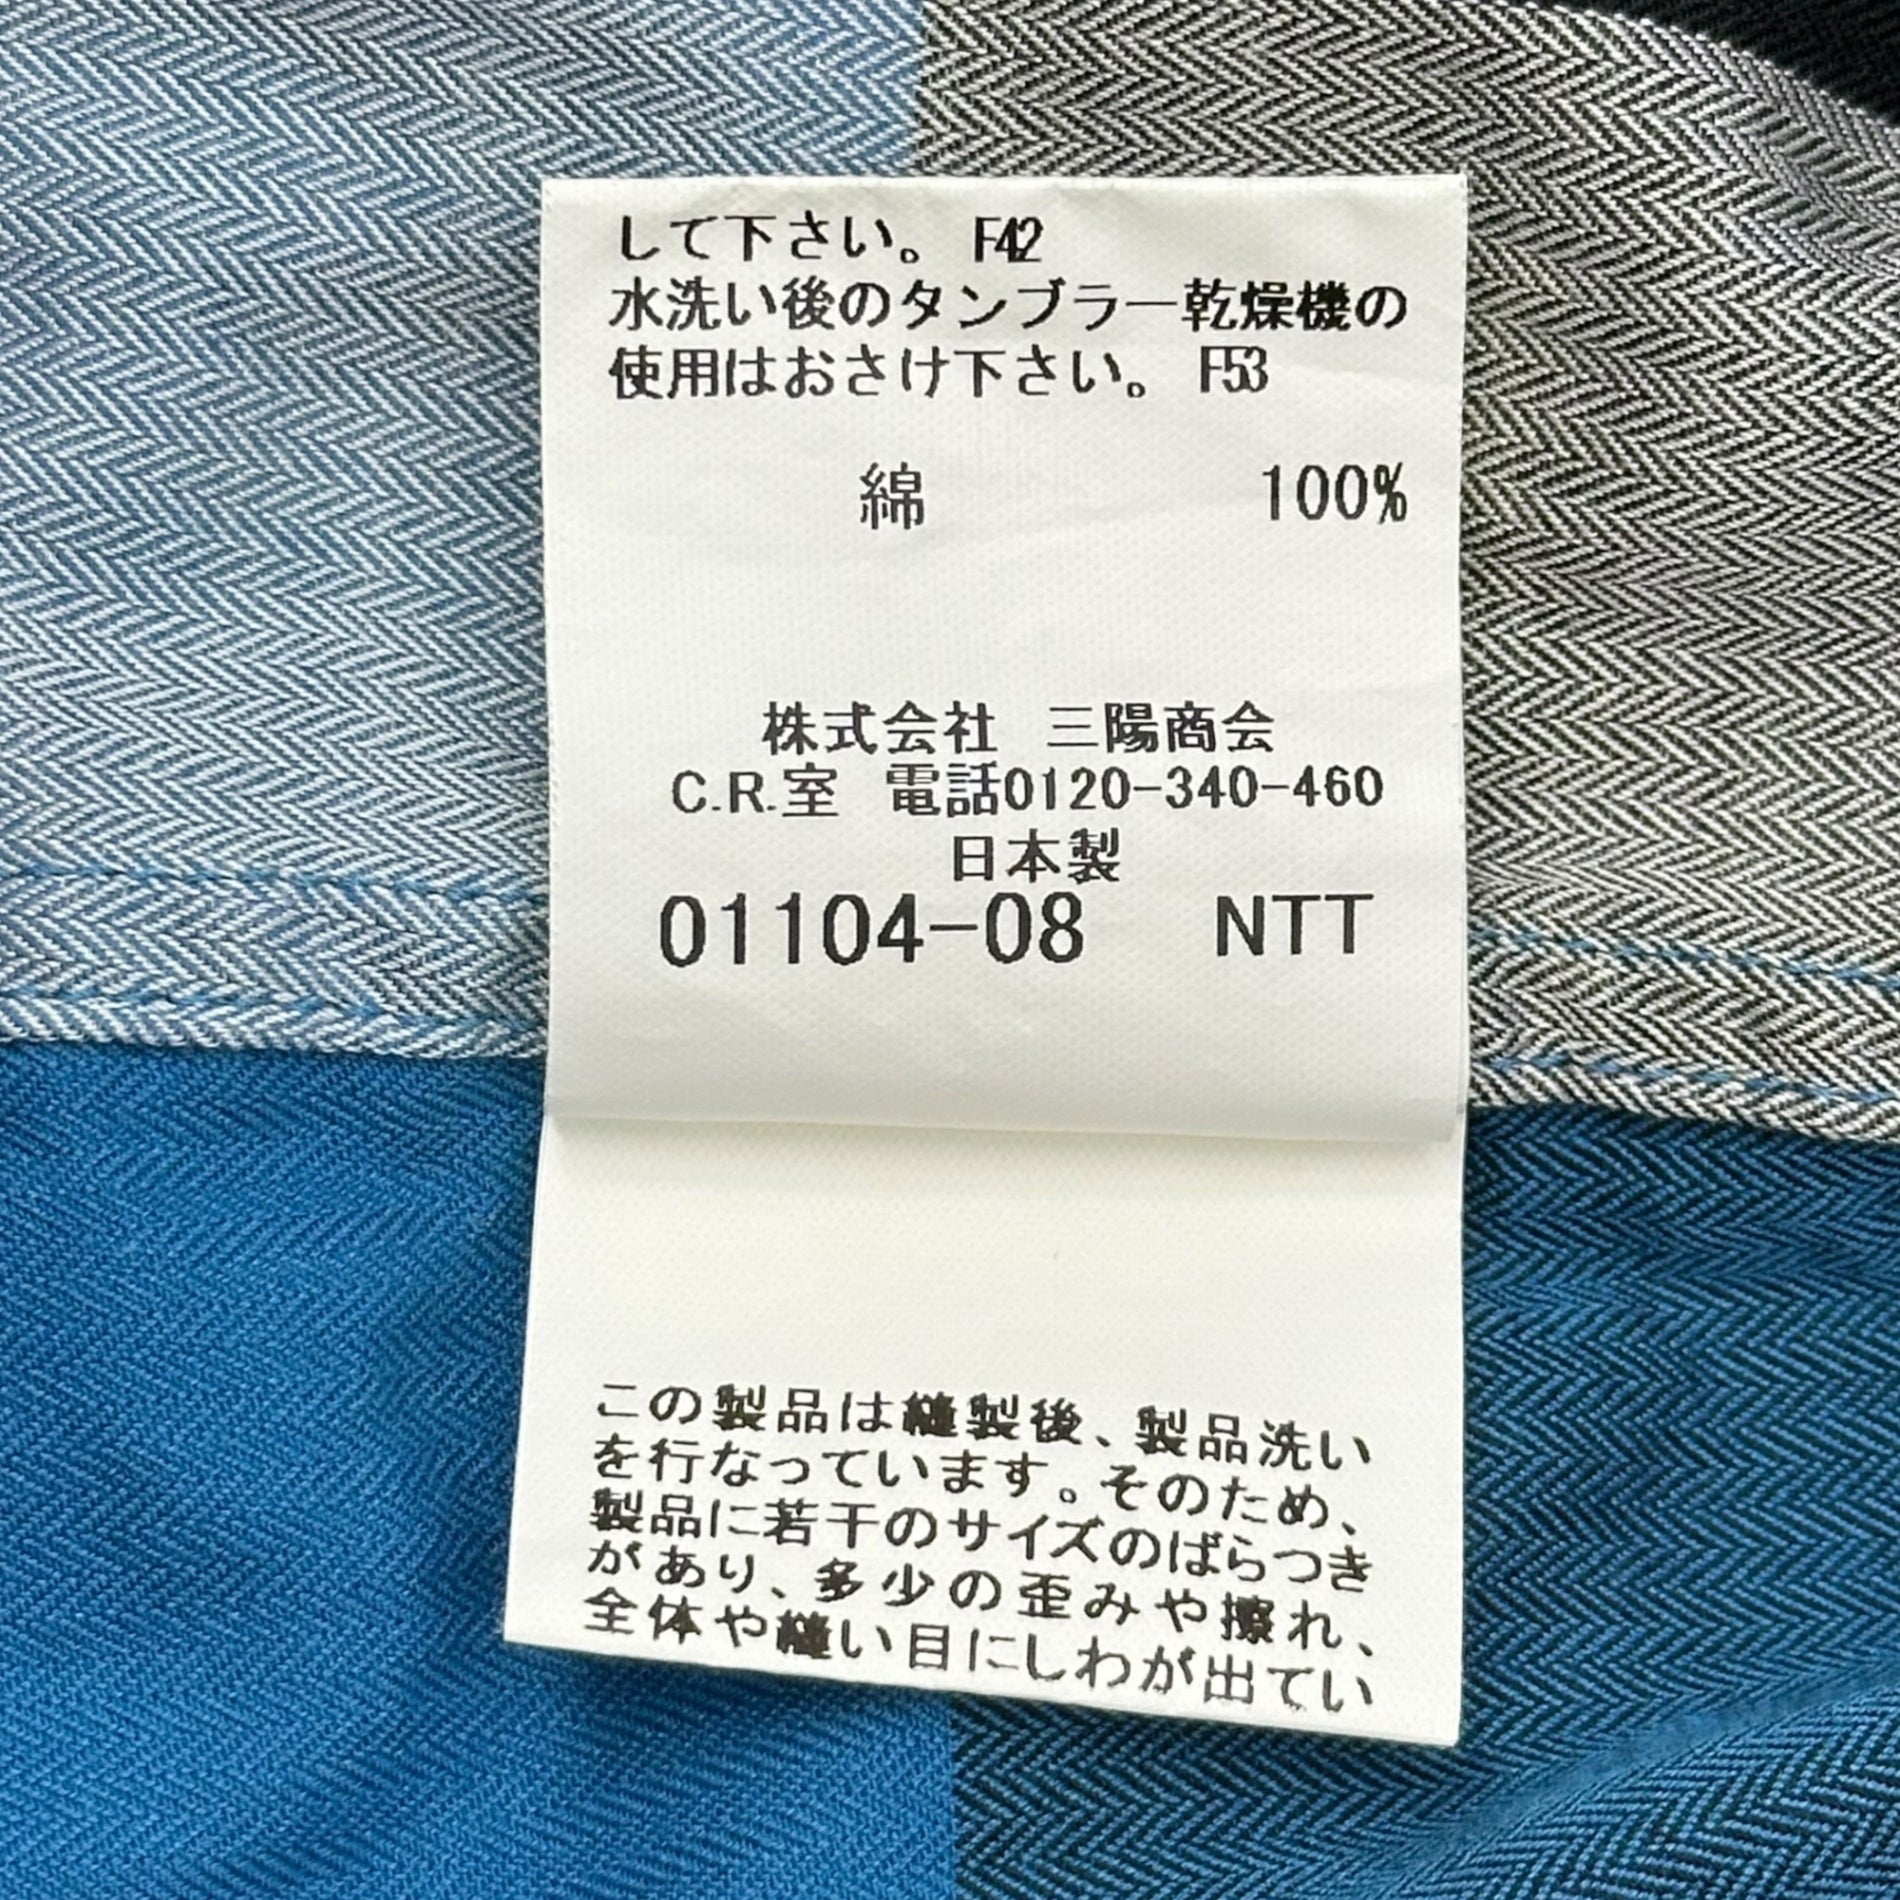 して下さい。 F42
水洗い後のタンブラー乾燥機の
使用はおさけ下さい。 F53
綿 100%
株式会社 三陽商会
C.R.室 電話0120-340-460
日本製
01104-08 NTT
この製品は縫製後、製品洗い
を行なっています。そのため、
製品に若干のサイズのばらつき
があり、多少の歪みや擦れ、
全体や縫い目にしわが出てい